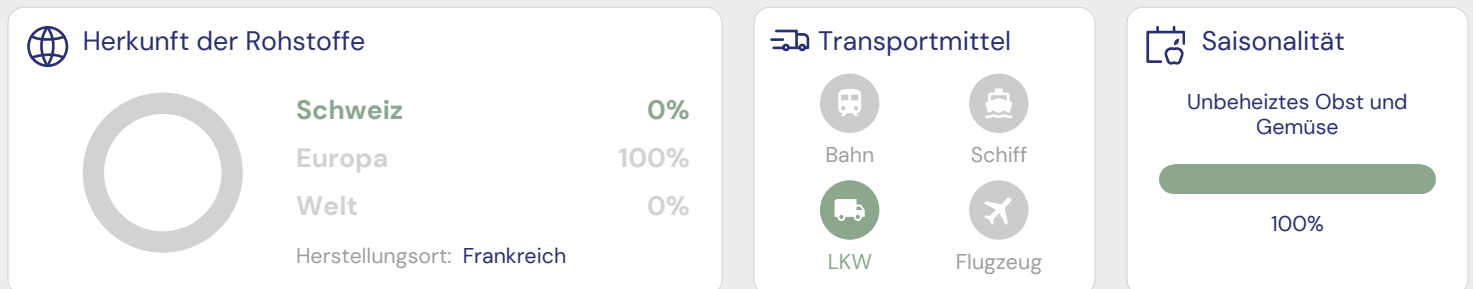 Herkunft der Rohstoffe
Schweiz 0%
Europa 100%
Welt 0%
Herstellungsort: Frankreich
Transportmittel
Bahn
Schiff
LKW
Flugzeug
Saisonalität
Unbeheiztes Obst und
Gemüse
100%